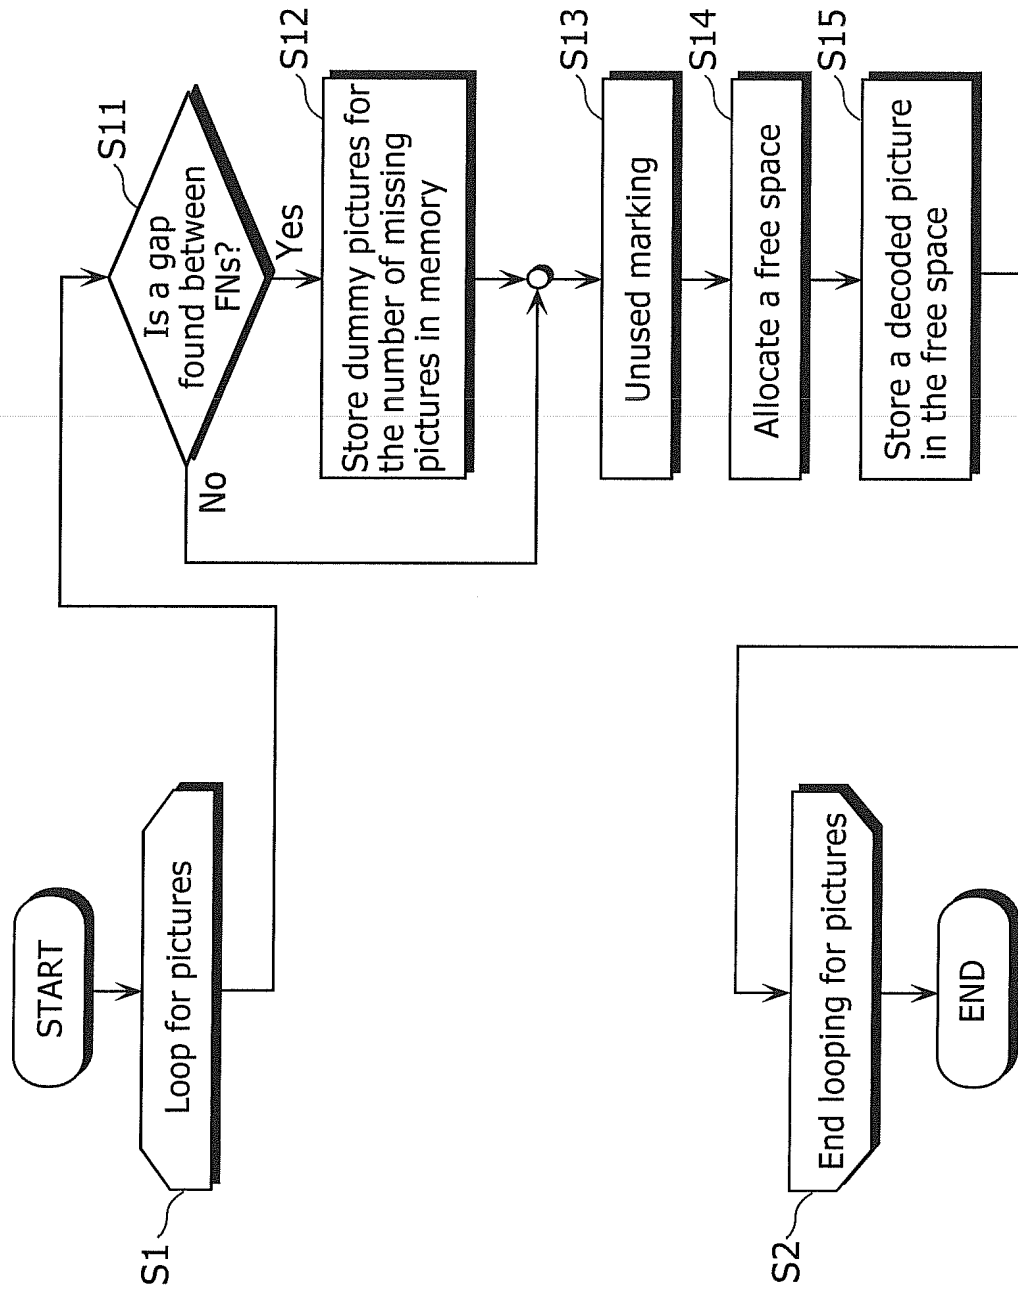 START
S1
Loop for pictures
S11
Is a gap
found between
FNs?
No
Yes
S12
Store dummy pictures for
the number of missing
pictures in memory
S13
Unused marking
S14
Allocate a free space
S15
Store a decoded picture
in the free space
S2
End looping for pictures
END